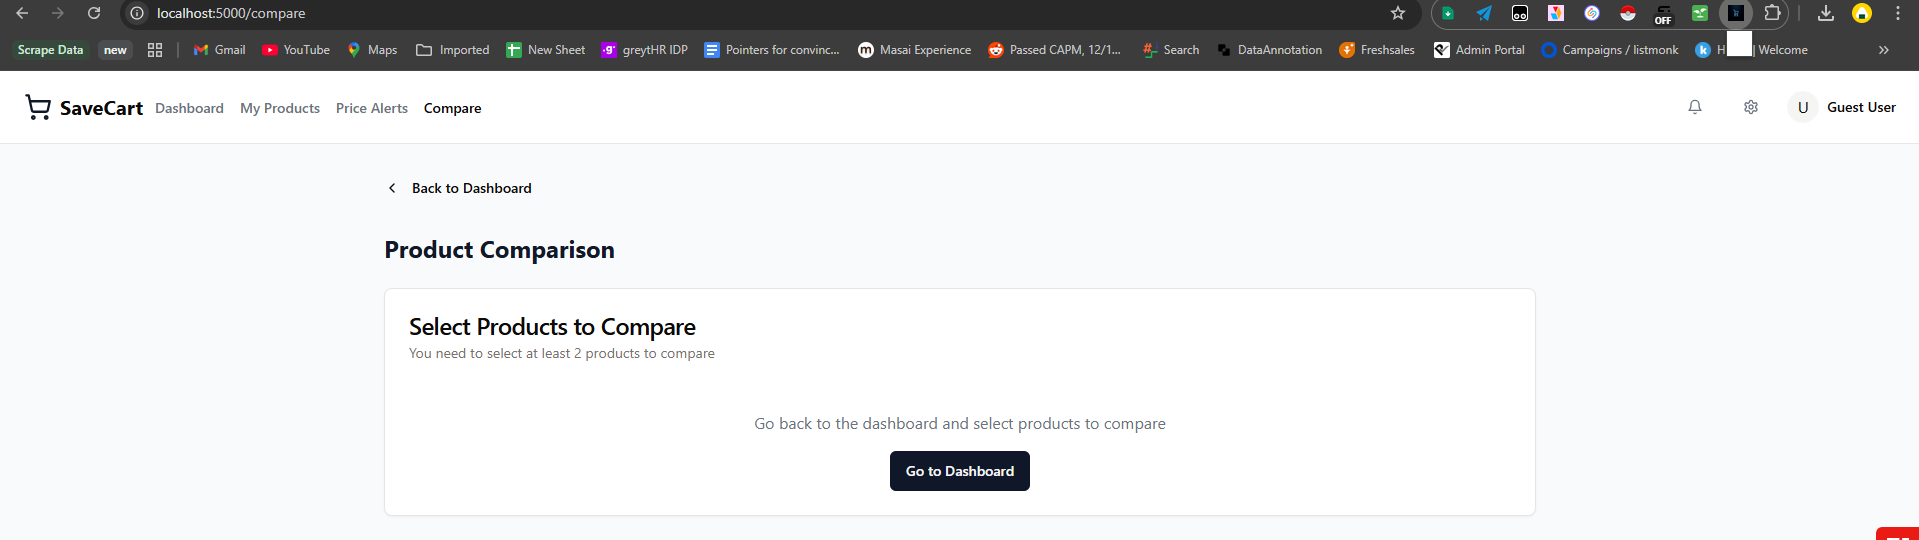 localhost:5000/compare
OFF
Scrape Data new Gmail YouTube Maps Imported New Sheet greytHR IDP Pointers for convinc... Masai Experience Passed CAPM, 12/1... Search DataAnnotation Freshsales Admin Portal Campaigns / listmonk Welcome
SaveCart Dashboard My Products Price Alerts Compare U Guest User
Back to Dashboard
Product Comparison
Select Products to Compare
You need to select at least 2 products to compare
Go back to the dashboard and select products to compare
Go to Dashboard